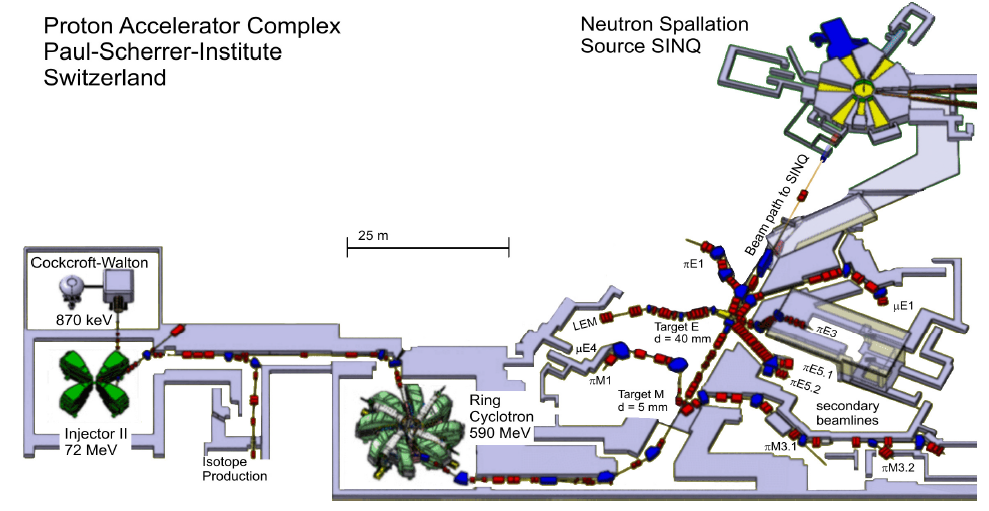 Proton Accelerator Complex
Paul-Scherrer-Institute
Switzerland
Neutron Spallation
Source SINQ
Beam path to SINQ
25 m
Cockcroft-Walton
870 keV
πE1
μE1
LEM
Target E
d = 40 mm
πE3
μE4
πM1
πE5.1
πE5.2
Target M
d = 5 mm
secondary
beamlines
Ring
Cyclotron
590 MeV
Injector II
72 MeV
πM3.1
Isotope
Production
πM3.2